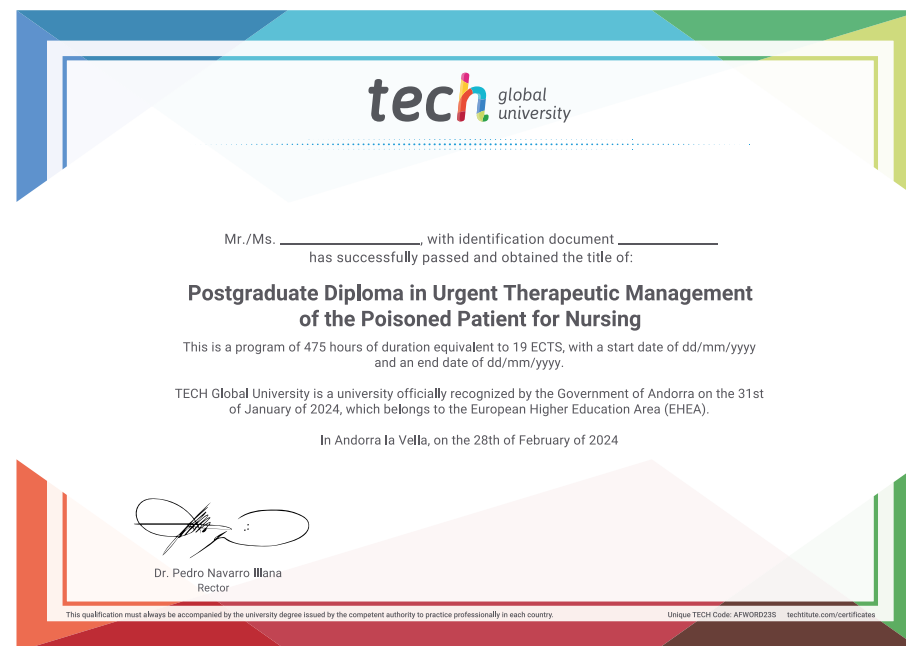 tech global
university
Mr./Ms. ____________________, with identification document ______________
has successfully passed and obtained the title of:
Postgraduate Diploma in Urgent Therapeutic Management
of the Poisoned Patient for Nursing
This is a program of 475 hours of duration equivalent to 19 ECTS, with a start date of dd/mm/yyyy
and an end date of dd/mm/yyyy.
TECH Global University is a university officially recognized by the Government of Andorra on the 31st
of January of 2024, which belongs to the European Higher Education Area (EHEA).
In Andorra la Vella, on the 28th of February of 2024
Dr. Pedro Navarro Illana
Rector
This qualification must always be accompanied by the university degree issued by the competent authority to practice professionally in each country.
Unique TECH Code: AFWORD23S techtitute.com/certificates